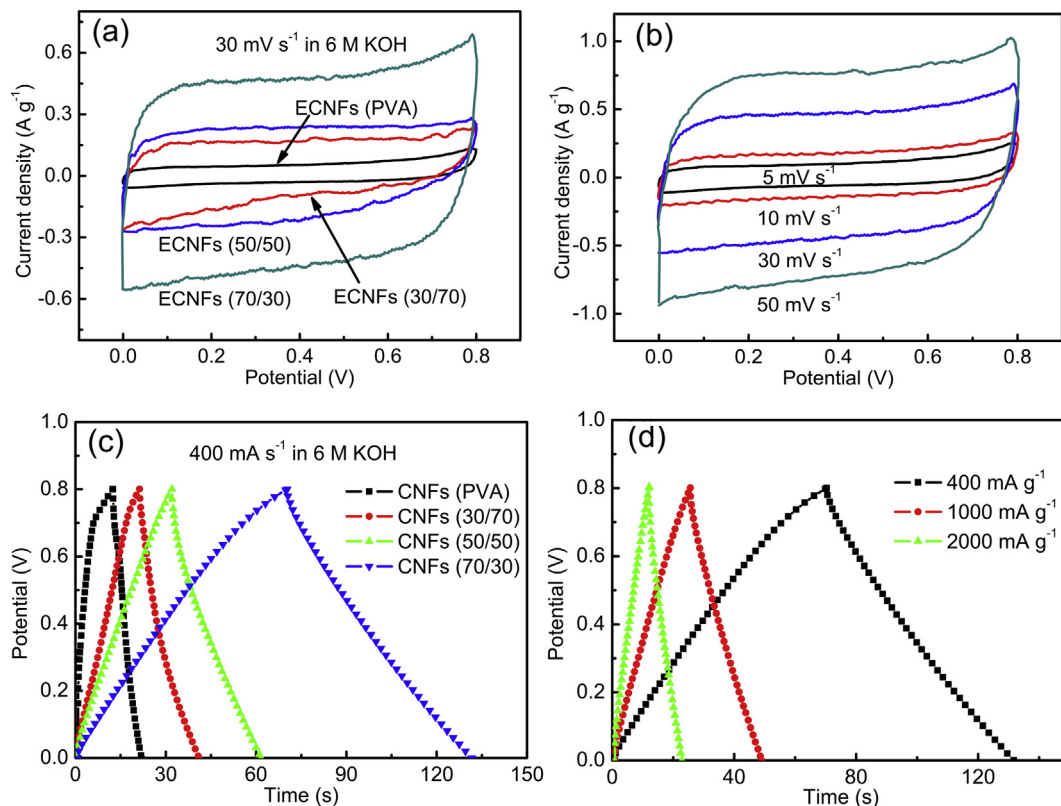 (a)
30 mV s⁻¹ in 6 M KOH
ECNFs (PVA)
ECNFs (50/50)
ECNFs (70/30)
ECNFs (30/70)
0.6
0.3
0.0
-0.3
-0.6
Current density (A g⁻¹)
0.0 0.2 0.4 0.6 0.8
Potential (V)
(b)
5 mV s⁻¹
10 mV s⁻¹
30 mV s⁻¹
50 mV s⁻¹
1.0
0.5
0.0
-0.5
-1.0
Current density (A g⁻¹)
0.0 0.2 0.4 0.6 0.8
Potential (V)
(c)
400 mA s⁻¹ in 6 M KOH
CNFs (PVA)
CNFs (30/70)
CNFs (50/50)
CNFs (70/30)
1.0
0.8
0.6
0.4
0.2
0.0
Potential (V)
0 30 60 90 120 150
Time (s)
(d)
400 mA g⁻¹
1000 mA g⁻¹
2000 mA g⁻¹
1.0
0.8
0.6
0.4
0.2
0.0
Potential (V)
0 40 80 120
Time (s)